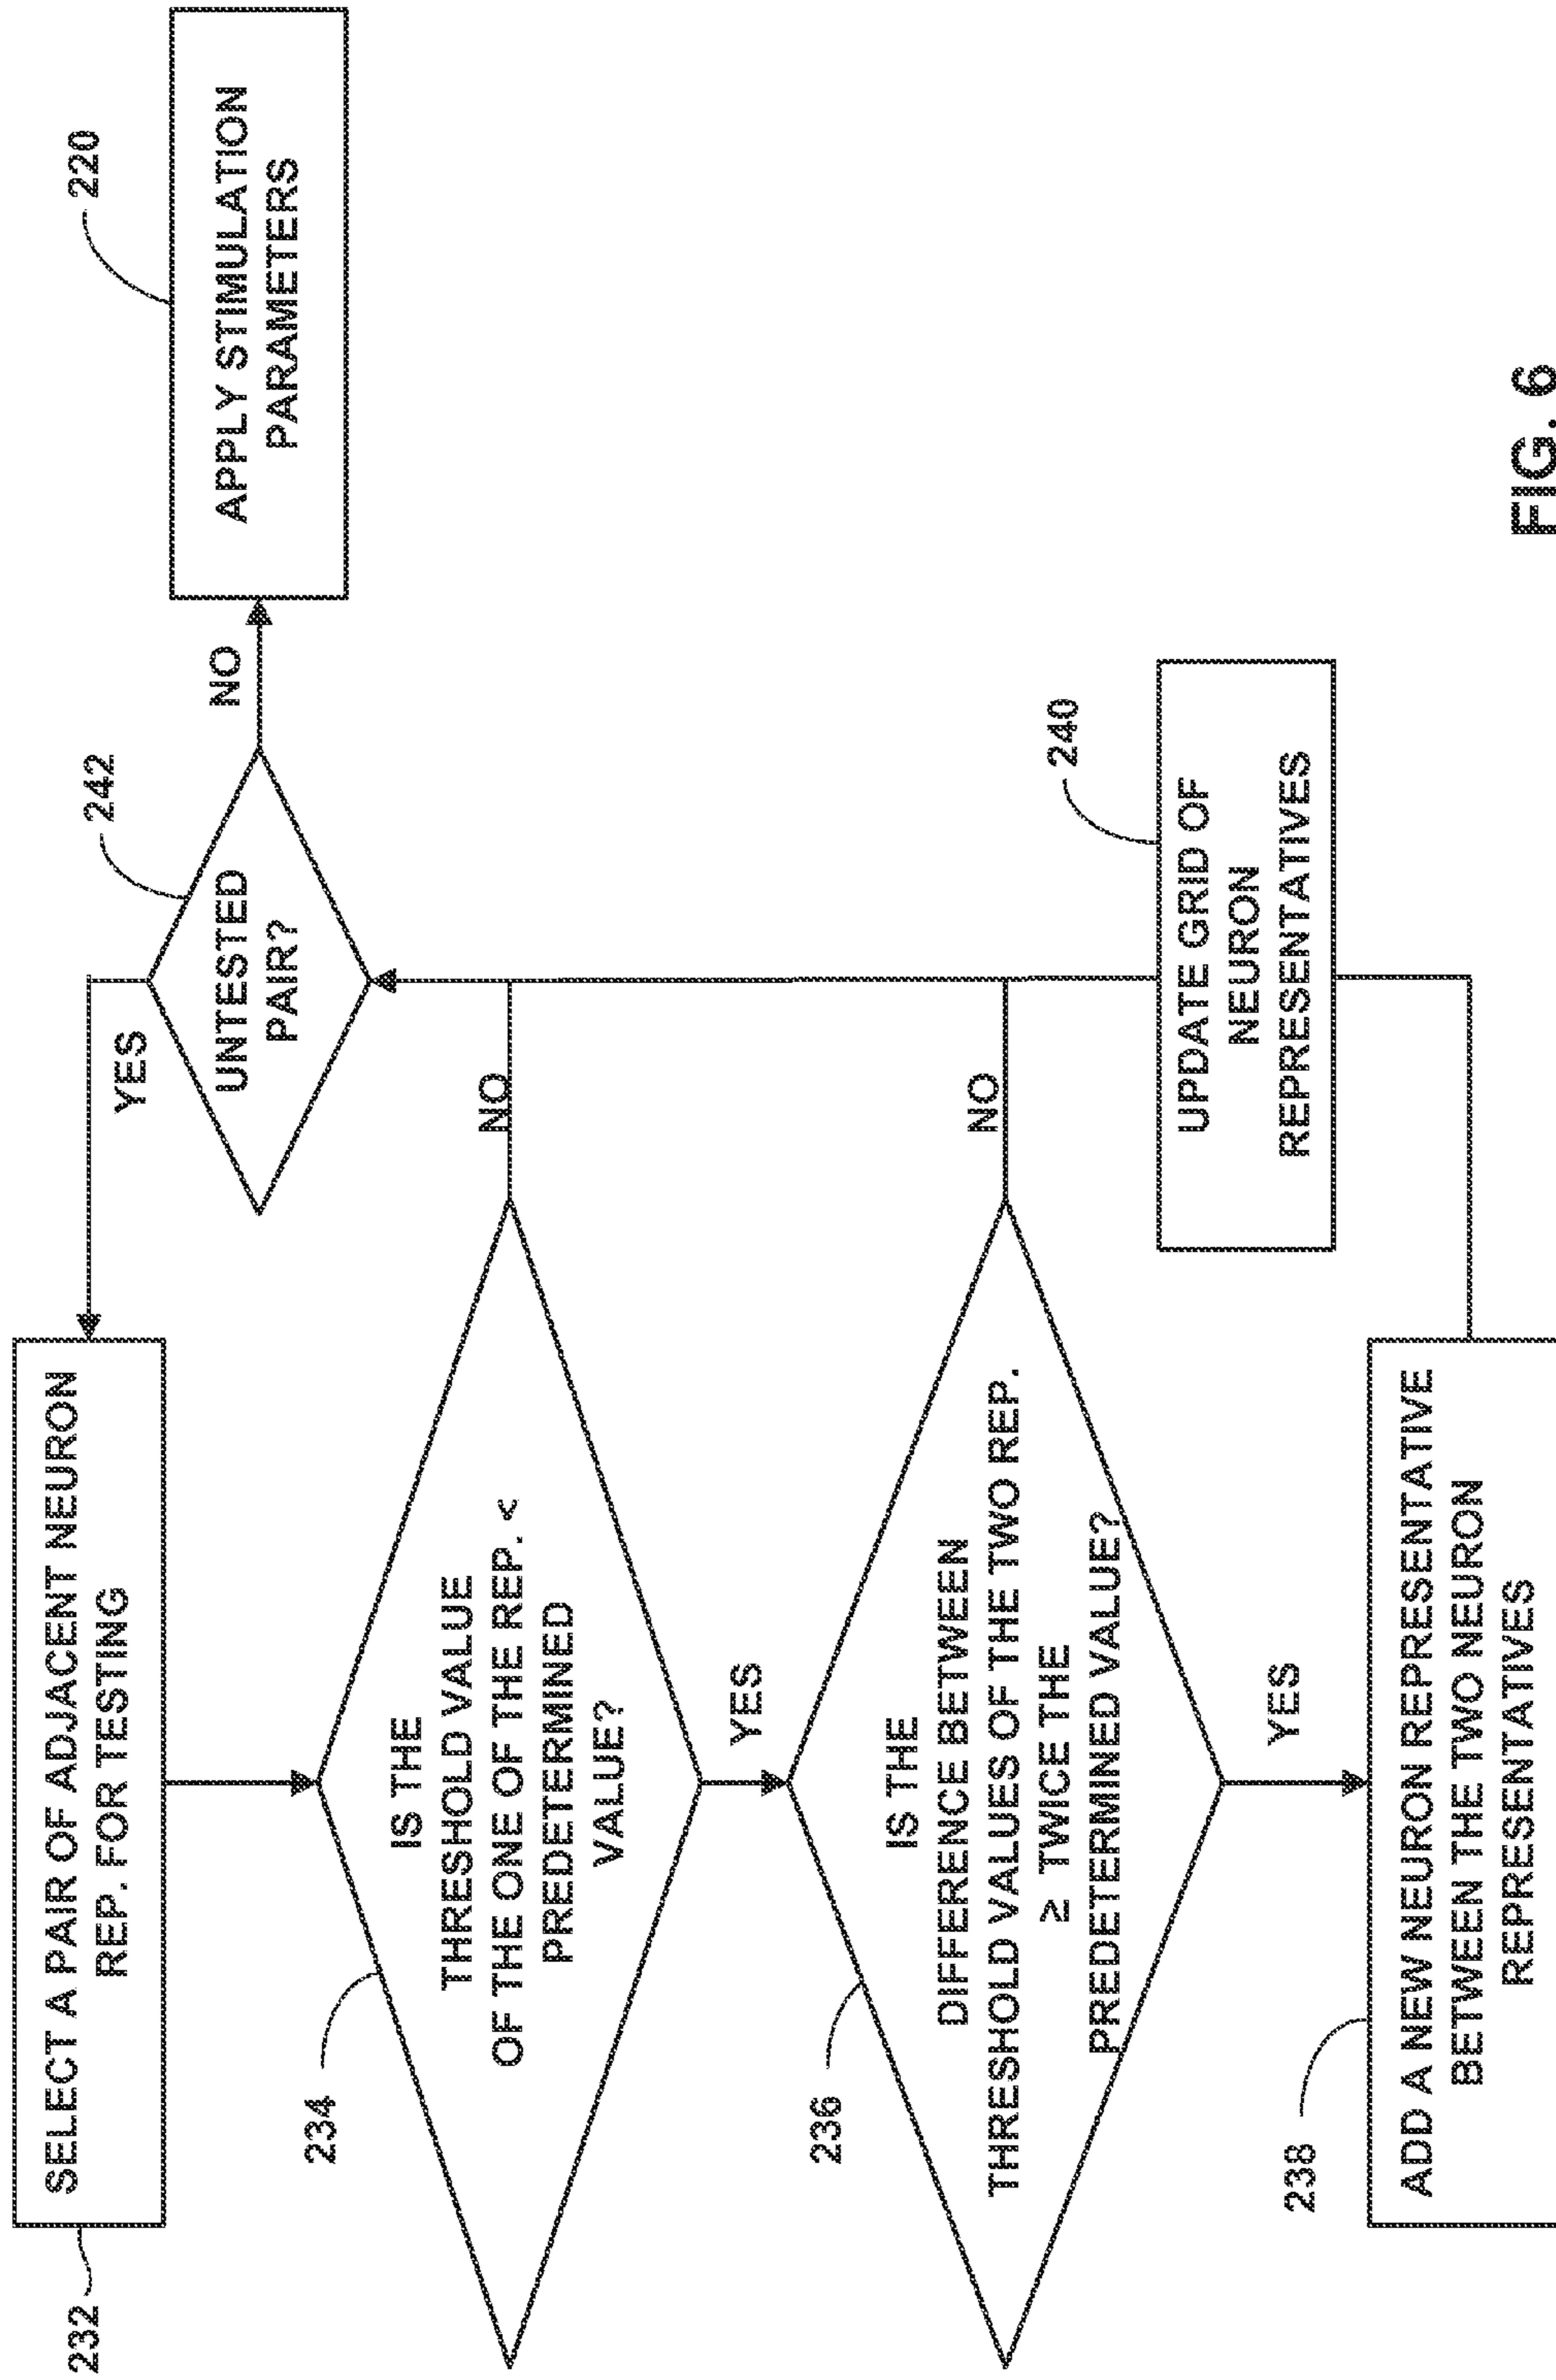 232
SELECT A PAIR OF ADJACENT NEURON
REP. FOR TESTING
234
IS THE
THRESHOLD VALUE
OF THE ONE OF THE REP. <
PREDETERMINED
VALUE?
NO
YES
236
IS THE
DIFFERENCE BETWEEN
THRESHOLD VALUES OF THE TWO REP.
≥ TWICE THE
PREDETERMINED VALUE?
NO
YES
238
ADD A NEW NEURON REPRESENTATIVE
BETWEEN THE TWO NEURON
REPRESENTATIVES
240
UPDATE GRID OF
NEURON
REPRESENTATIVES
242
UNTESTED
PAIR?
YES
NO
220
APPLY STIMULATION
PARAMETERS
FIG. 6